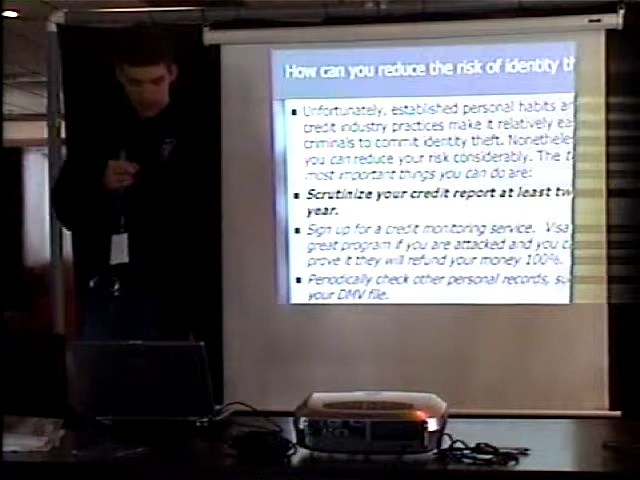 How can you reduce the risk of identity th
Unfortunately, established personal habits an
credit industry practices make it relatively ea
criminals to commit identity theft. Nonethele
you can reduce your risk considerably. The
most important things you can do are:
Scrutinize your credit report at least tw
year.
Sign up for a credit monitoring service. Visa
great program if you are attacked and you c
prove it they will refund your money 100%.
Periodically check other personal records, su
your DMV file.